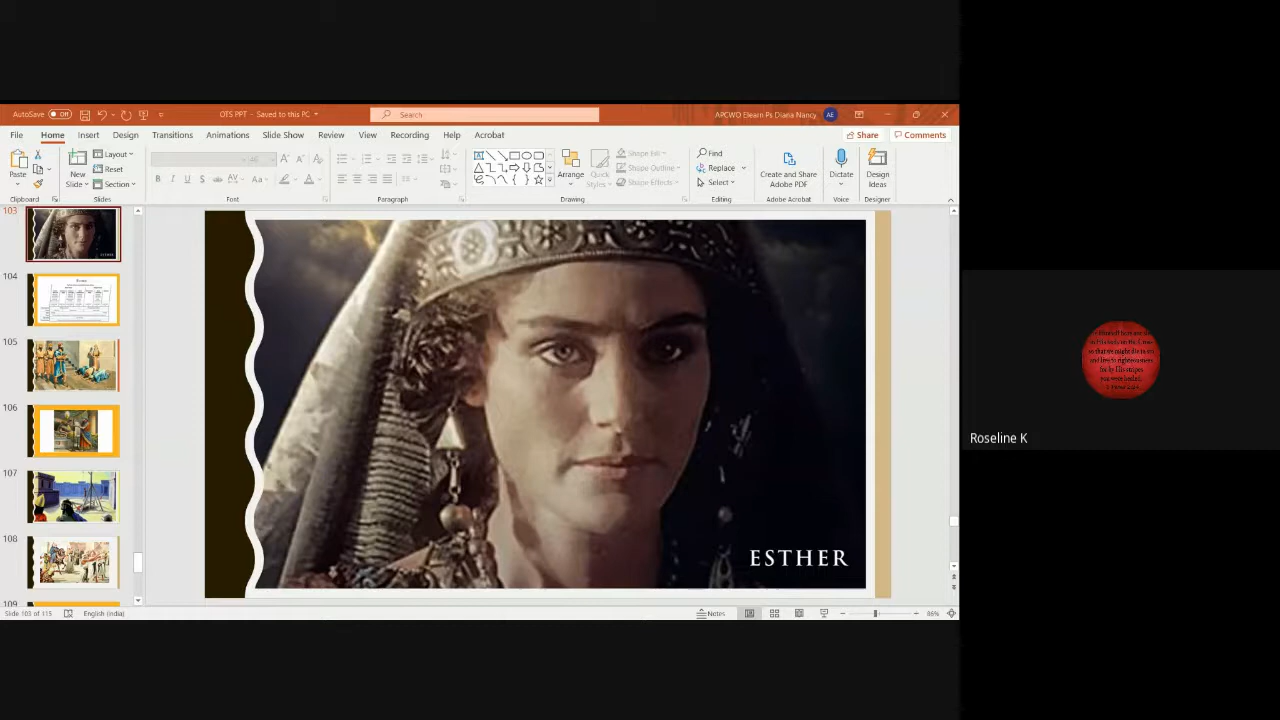 AutoSave Off OTS PPT - Saved to this PC Search APCWO Elearn Ps Diana Nancy AE
File Home Insert Design Transitions Animations Slide Show Review View Recording Help Acrobat Share Comments
Paste
New Slide
Layout
Reset
Section
Shape Fill
Shape Outline
Shape Effects
Arrange
Quick Styles
Find
Replace
Select
Create and Share Adobe PDF
Dictate
Design Ideas
Clipboard Slides Font Paragraph Drawing Editing Adobe Acrobat Voice Designer
103
104
105
106
107
108
109
ESTHER
Slide 103 of 115 English (India) Notes 86%
Roseline K